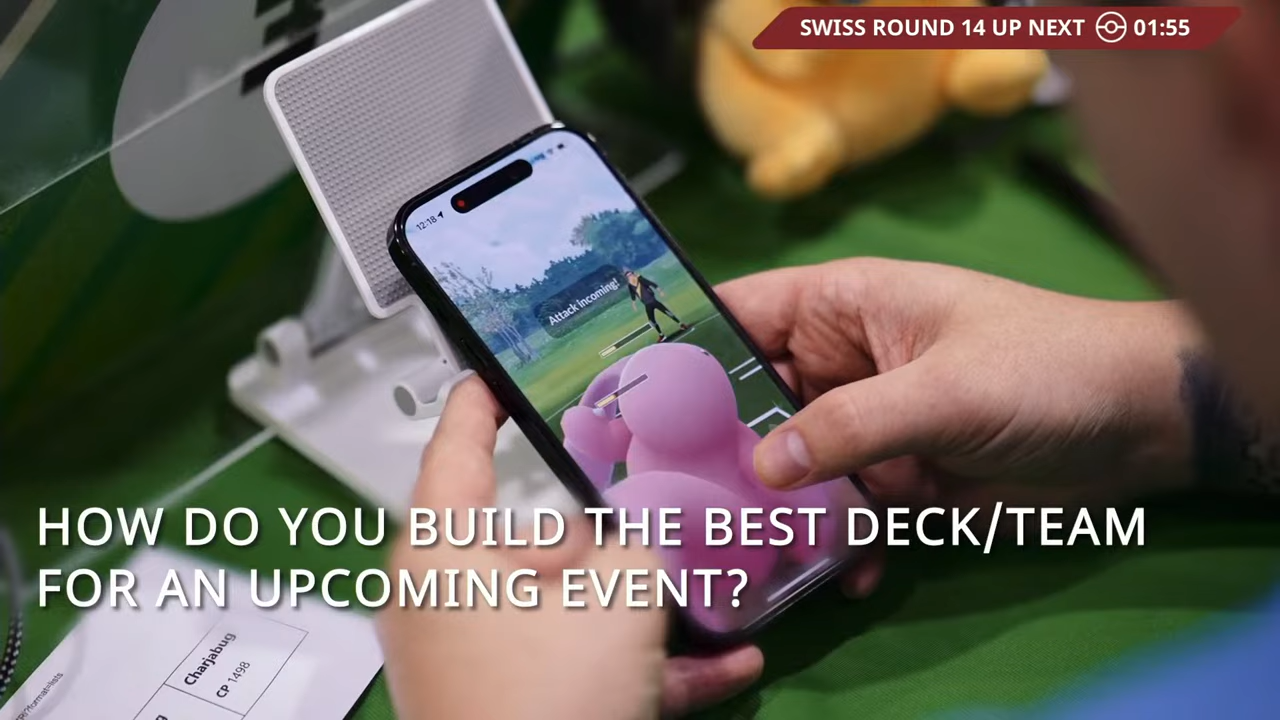 SWISS ROUND 14 UP NEXT 01:55
12:18
Attack incoming!
HOW DO YOU BUILD THE BEST DECK/TEAM
FOR AN UPCOMING EVENT?
Charjabug
CP 1498